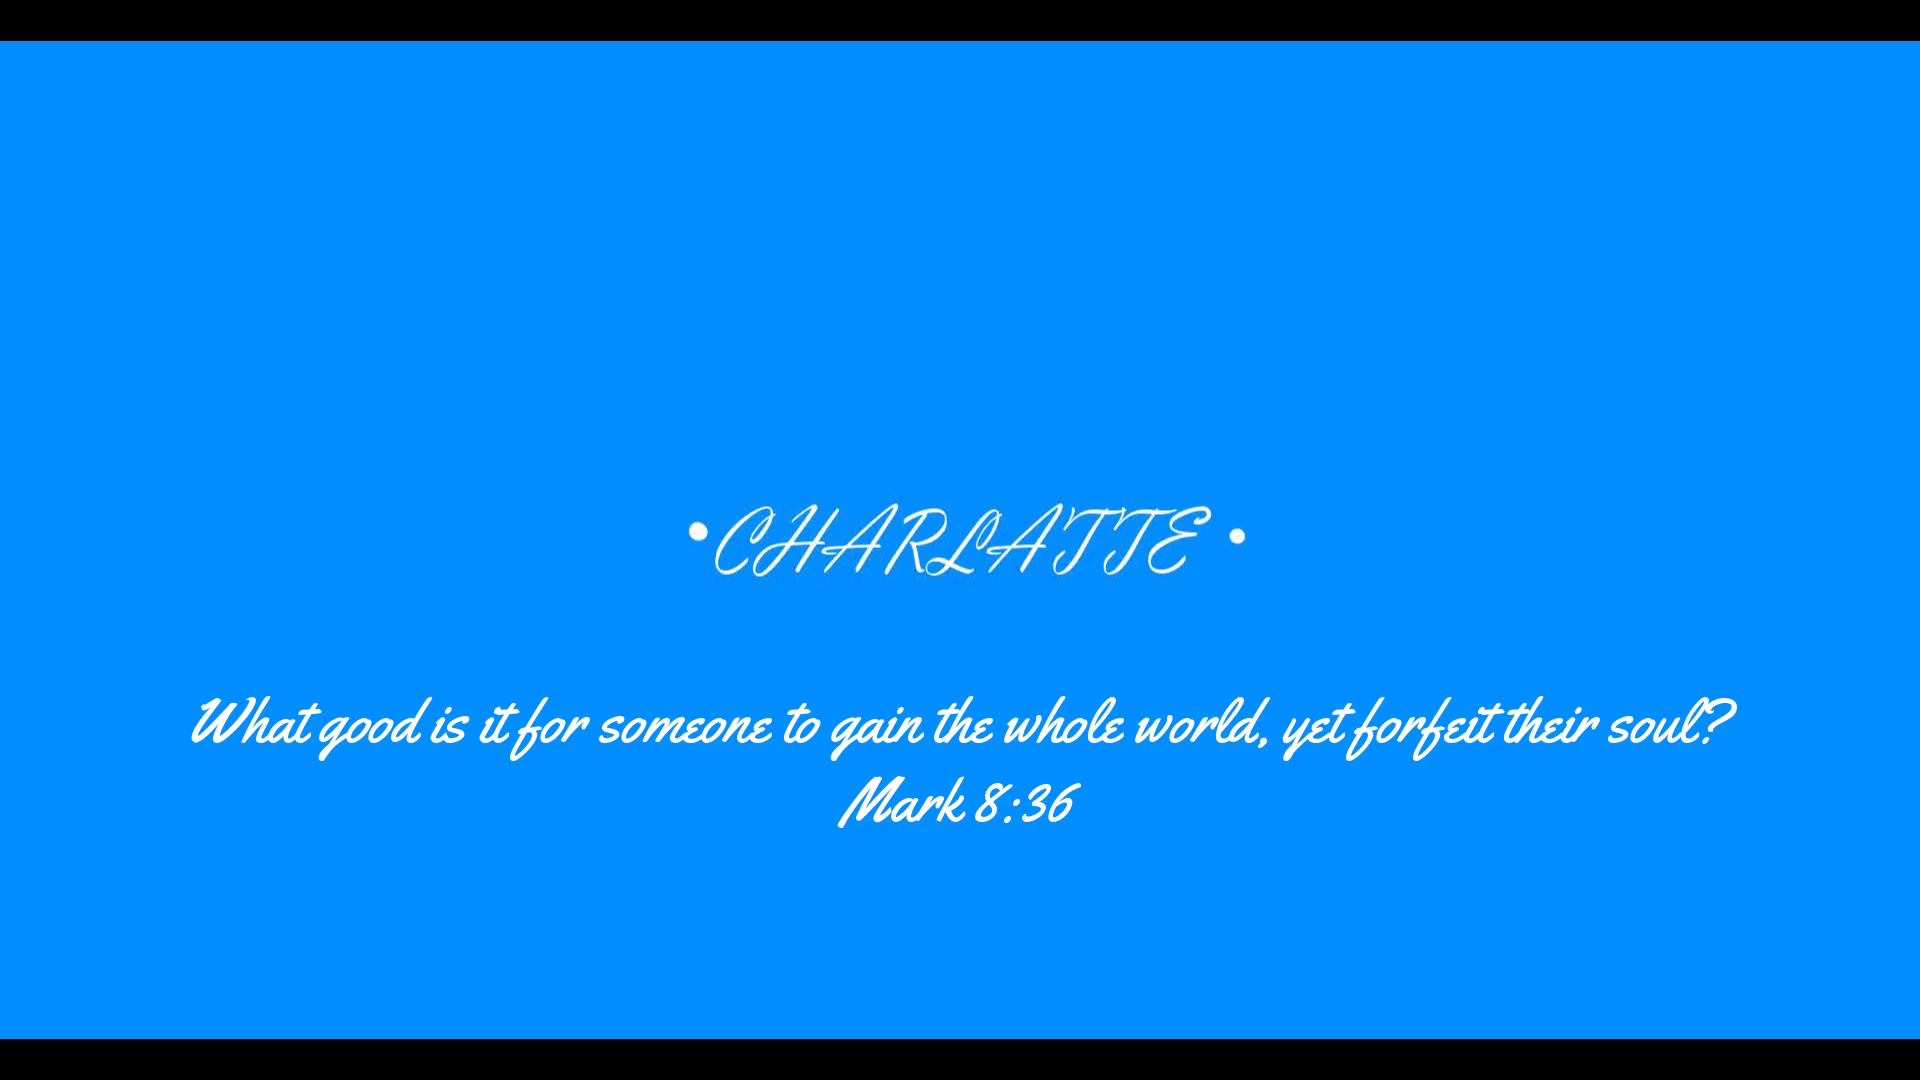 •CHARLATTE •
What good is it for someone to gain the whole world, yet forfeit their soul?
Mark 8:36